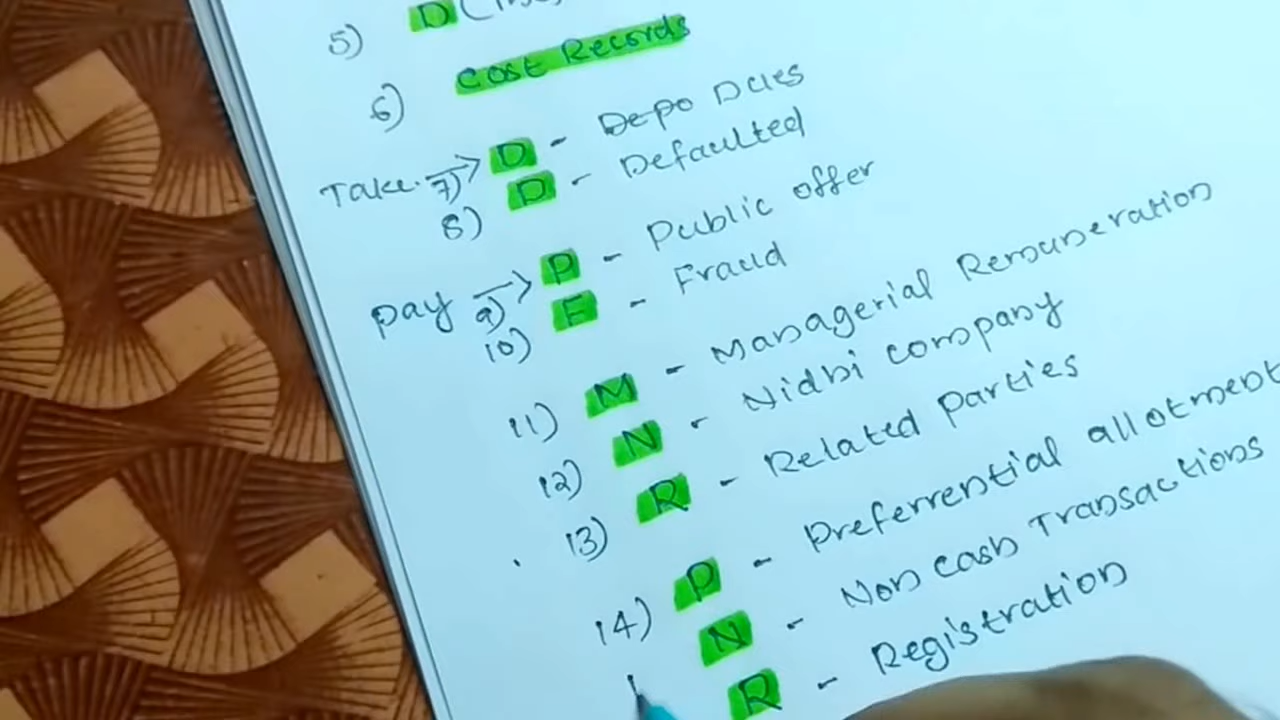 5) D (
6) Cost Records
Take. 7) → D - Depo Dues
8) D - Defaulted
Pay 9) → P - Public offer
10) F - Fraud
11) M - Managerial Remuneration
12) N - Nidhi company
13) R - Related parties
14) P - Preferrential allotment
N - Non cash Transactions
R - Registration